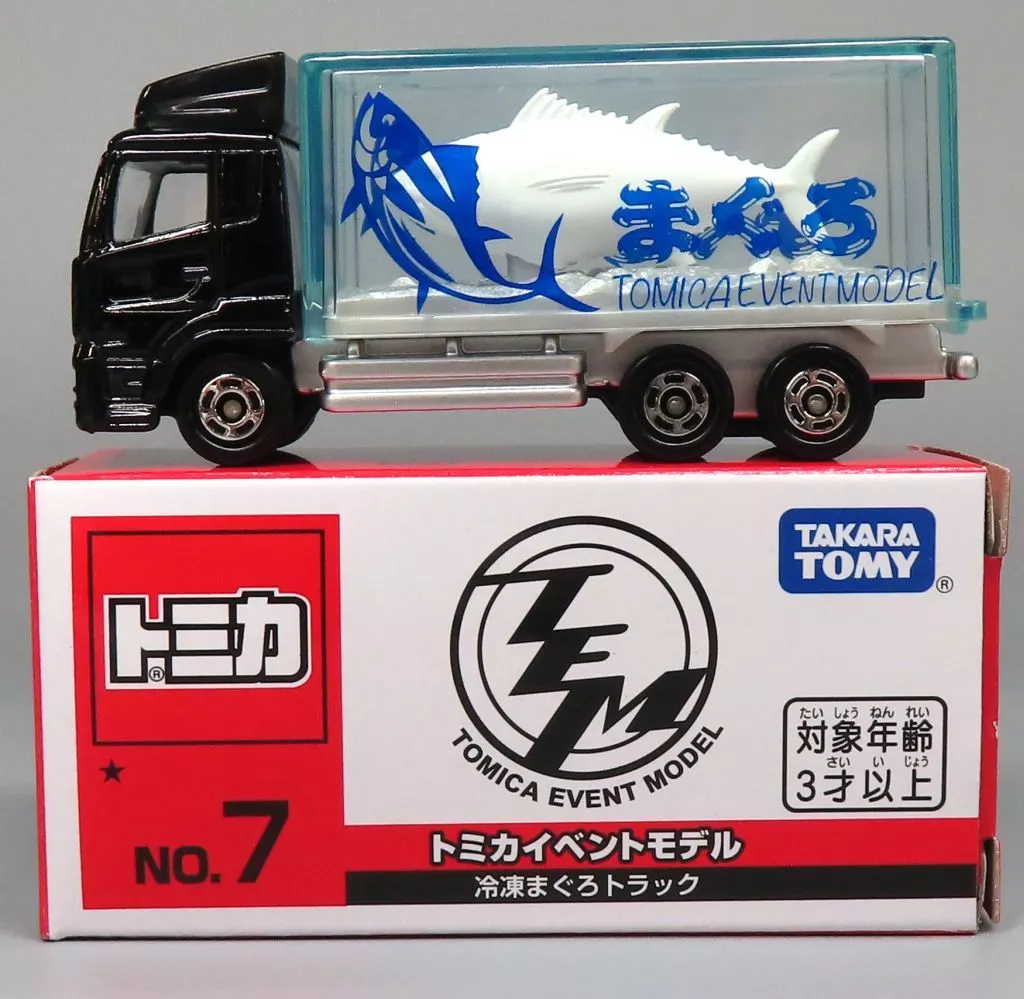 まぐろ
TOMICA EVENT MODEL
トミカ
®
TAKARA
TOMY
®
TEM
TOMICA EVENT MODEL
たい しょう ねん れい
対象年齢
さい い じょう
3才以上
★
NO.7
トミカイベントモデル
冷凍まぐろトラック